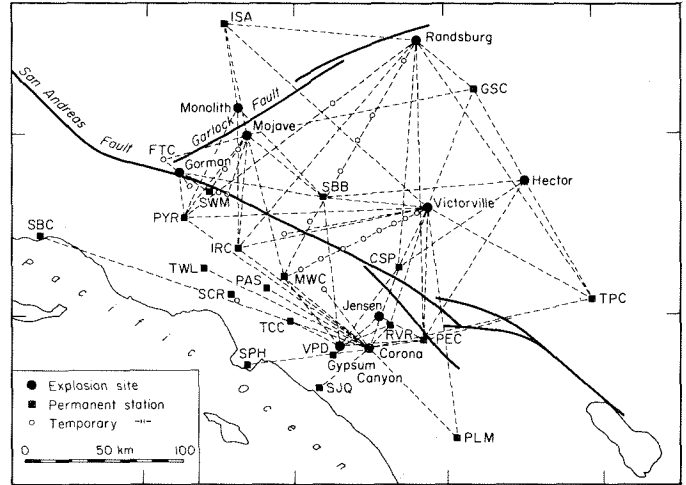 ISA
Randsburg
GSC
Monolith
Garlock Fault
Mojave
San Andreas Fault
FTC
Gorman
SWM
SBB
Hector
PYR
Victorville
SBC
IRC
CSP
TWL
PAS
MWC
SCR
TPC
Jensen
TCC
RVR
PEC
VPD
Corona
SPH
Gypsum
Canyon
SJQ
PLM
Pacific
Ocean
Explosion site
Permanent station
Temporary -"-
0 50 km 100